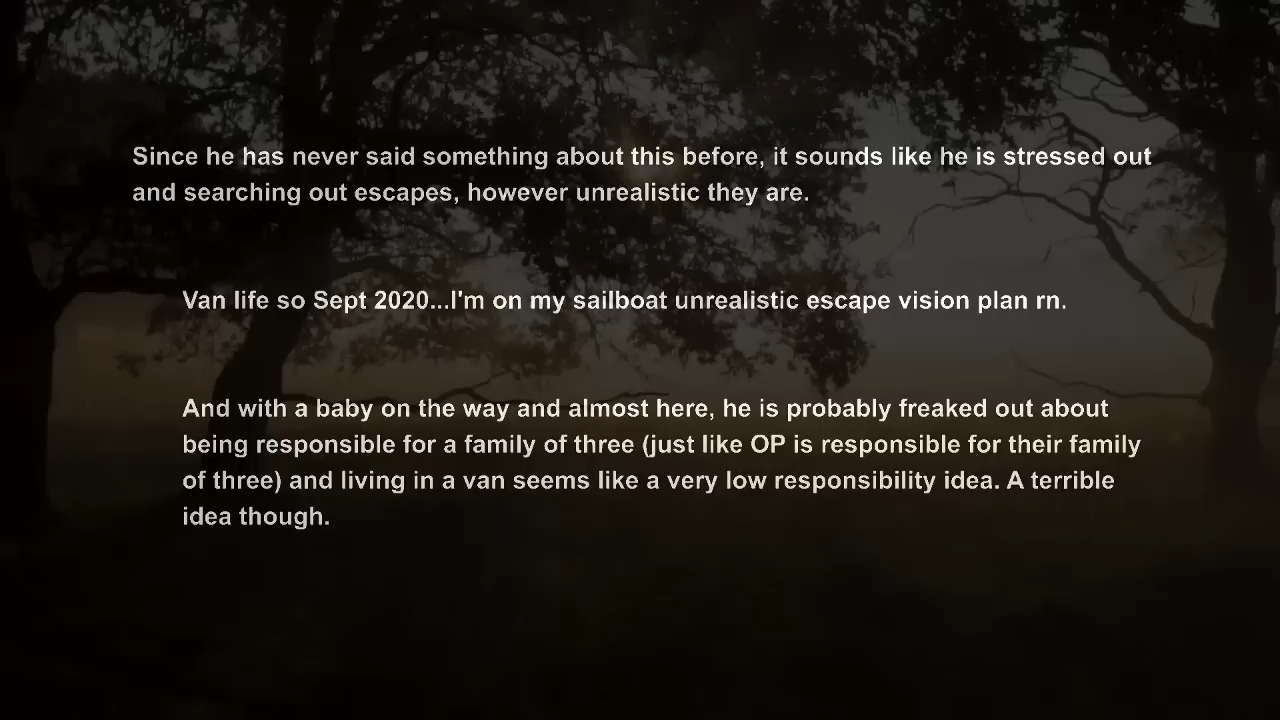 Since he has never said something about this before, it sounds like he is stressed out
and searching out escapes, however unrealistic they are.
Van life so Sept 2020...I'm on my sailboat unrealistic escape vision plan rn.
And with a baby on the way and almost here, he is probably freaked out about
being responsible for a family of three (just like OP is responsible for their family
of three) and living in a van seems like a very low responsibility idea. A terrible
idea though.